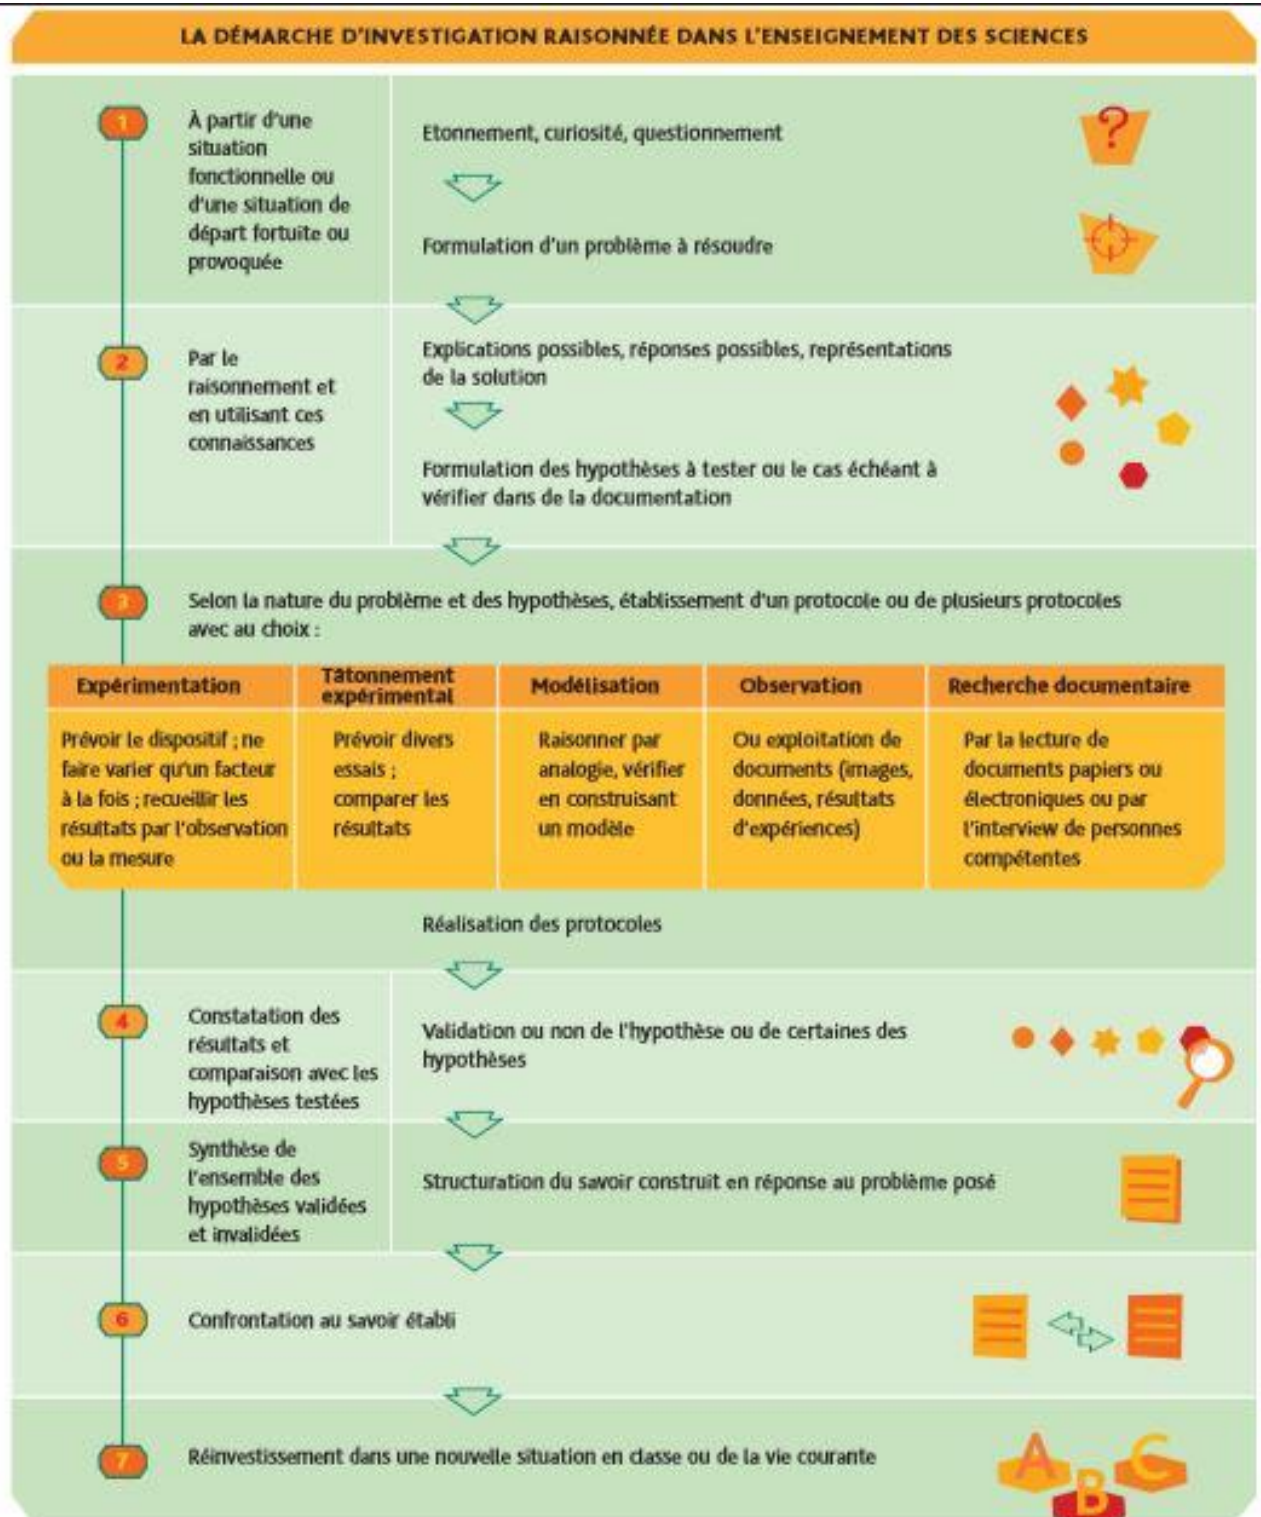 LA DÉMARCHE D'INVESTIGATION RAISONNÉE DANS L'ENSEIGNEMENT DES SCIENCES
1
À partir d'une
situation
fonctionnelle ou
d'une situation de
départ fortuite ou
provoquée
Etonnement, curiosité, questionnement
?
Formulation d'un problème à résoudre
2
Par le
raisonnement et
en utilisant ces
connaissances
Explications possibles, réponses possibles, représentations
de la solution
Formulation des hypothèses à tester ou le cas échéant à
vérifier dans de la documentation
3
Selon la nature du problème et des hypothèses, établissement d'un protocole ou de plusieurs protocoles
avec au choix :
Expérimentation
Prévoir le dispositif ; ne
faire varier qu'un facteur
à la fois ; recueillir les
résultats par l'observation
ou la mesure
Tâtonnement
expérimental
Prévoir divers
essais ;
comparer les
résultats
Modélisation
Raisonner par
analogie, vérifier
en construisant
un modèle
Observation
Ou exploitation de
documents (images,
données, résultats
d'expériences)
Recherche documentaire
Par la lecture de
documents papiers ou
électroniques ou par
l'interview de personnes
compétentes
Réalisation des protocoles
4
Constatation des
résultats et
comparaison avec les
hypothèses testées
Validation ou non de l'hypothèse ou de certaines des
hypothèses
5
Synthèse de
l'ensemble des
hypothèses validées
et invalidées
Structuration du savoir construit en réponse au problème posé
6
Confrontation au savoir établi
7
Réinvestissement dans une nouvelle situation en classe ou de la vie courante
A B C